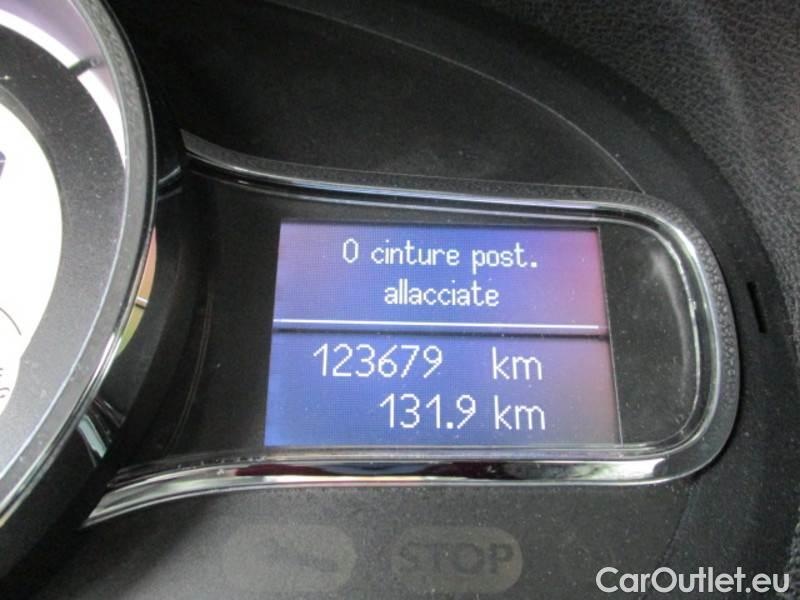 0 cinture post.
allacciate
123679 km
131.9 km
STOP
CarOutlet.eu